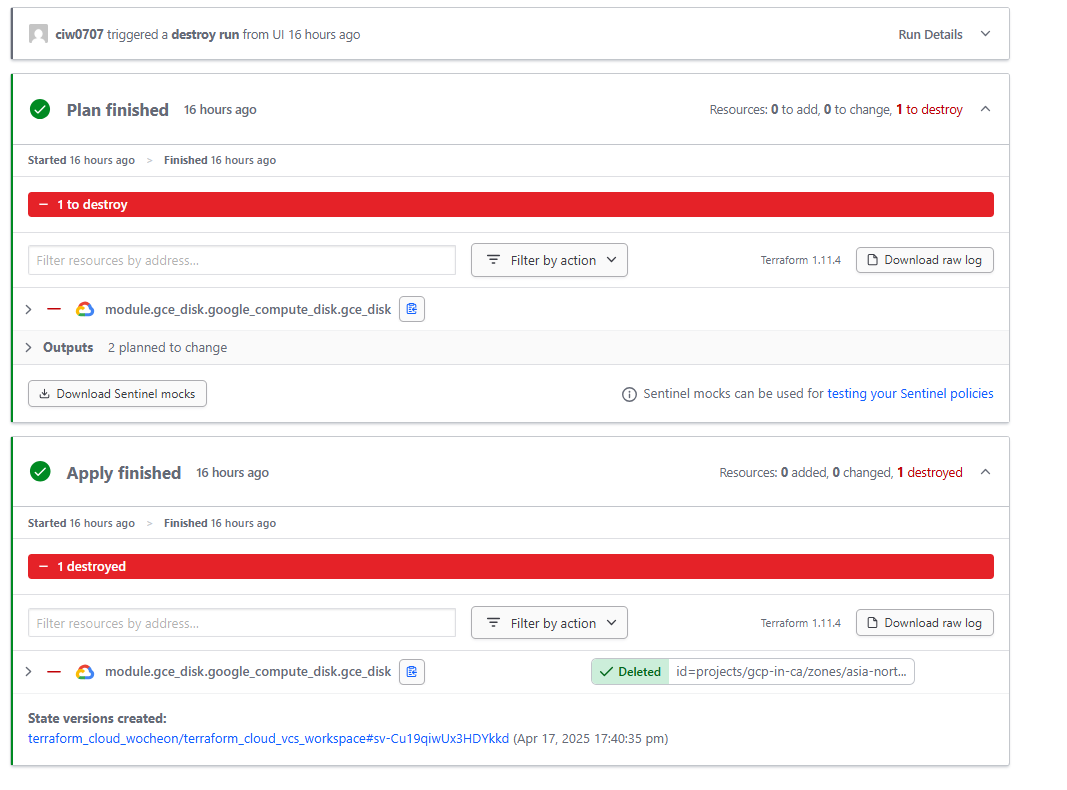 ciw0707 triggered a destroy run from UI 16 hours ago Run Details
Plan finished 16 hours ago Resources: 0 to add, 0 to change, 1 to destroy
Started 16 hours ago > Finished 16 hours ago
− 1 to destroy
Filter resources by address... Filter by action Terraform 1.11.4 Download raw log
module.gce_disk.google_compute_disk.gce_disk
Outputs 2 planned to change
Download Sentinel mocks Sentinel mocks can be used for testing your Sentinel policies
Apply finished 16 hours ago Resources: 0 added, 0 changed, 1 destroyed
Started 16 hours ago > Finished 16 hours ago
− 1 destroyed
Filter resources by address... Filter by action Terraform 1.11.4 Download raw log
module.gce_disk.google_compute_disk.gce_disk Deleted id=projects/gcp-in-ca/zones/asia-nort...
State versions created:
terraform_cloud_wocheon/terraform_cloud_vcs_workspace#sv-Cu19qiwUx3HDYkkd (Apr 17, 2025 17:40:35 pm)